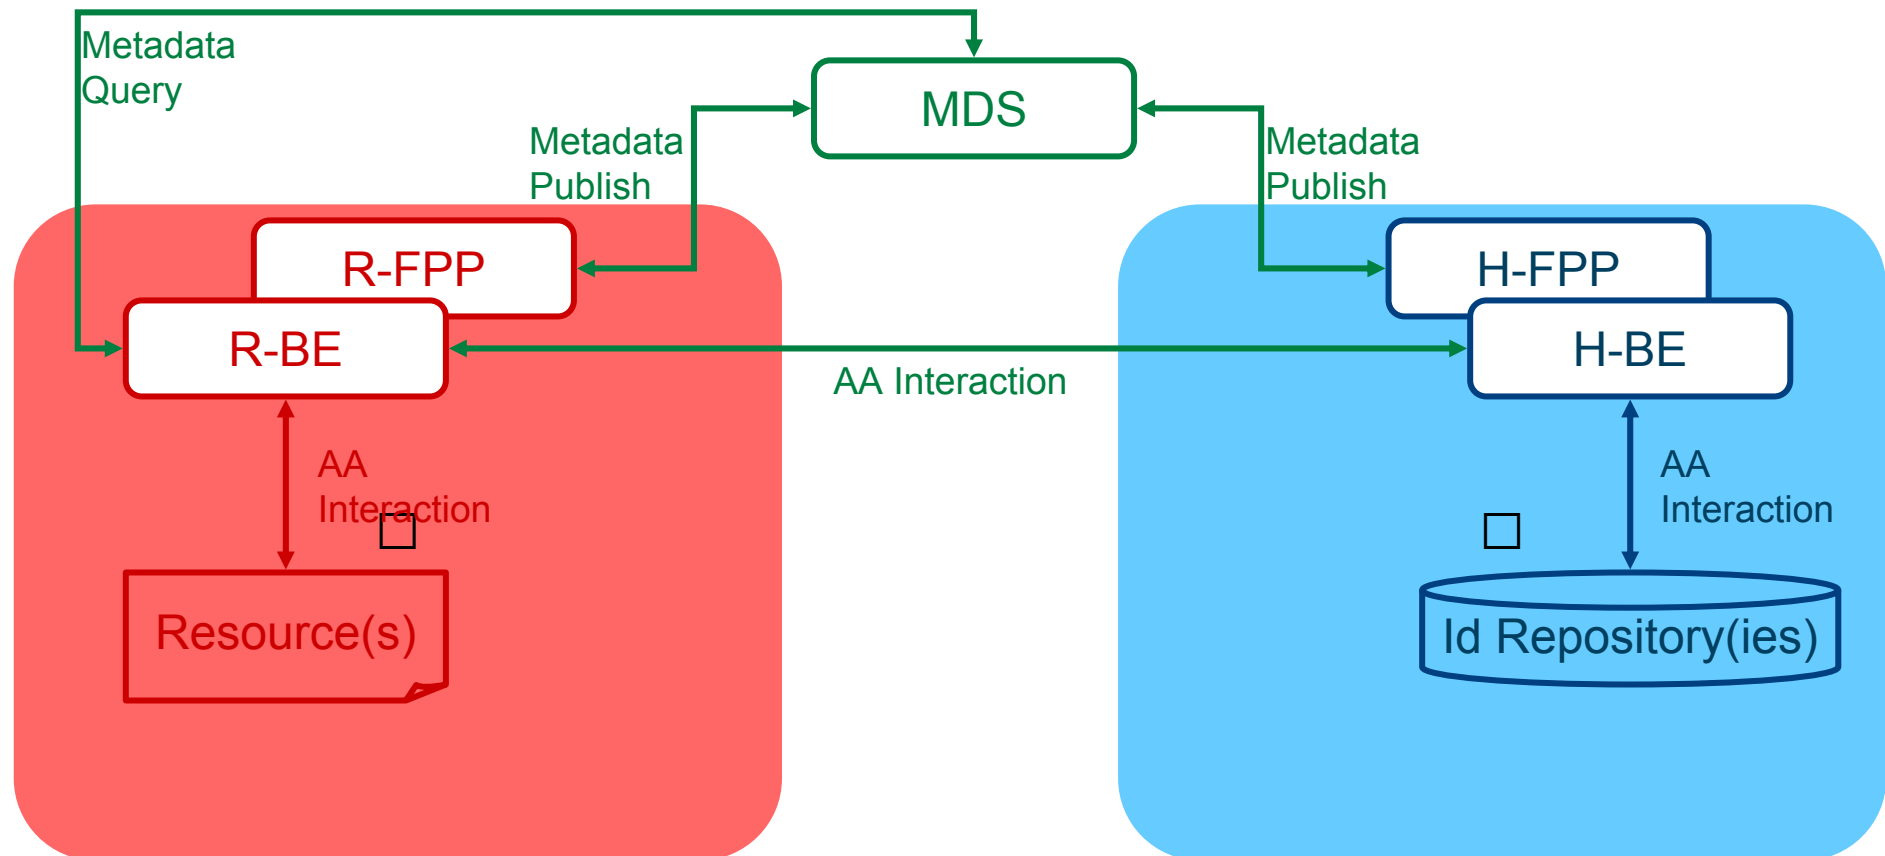 Metadata
Query
MDS
Metadata
Publish
Metadata
Publish
R-FPP
H-FPP
R-BE
H-BE
AA Interaction
AA
Interaction
AA
Interaction
Resource(s)
Id Repository(ies)